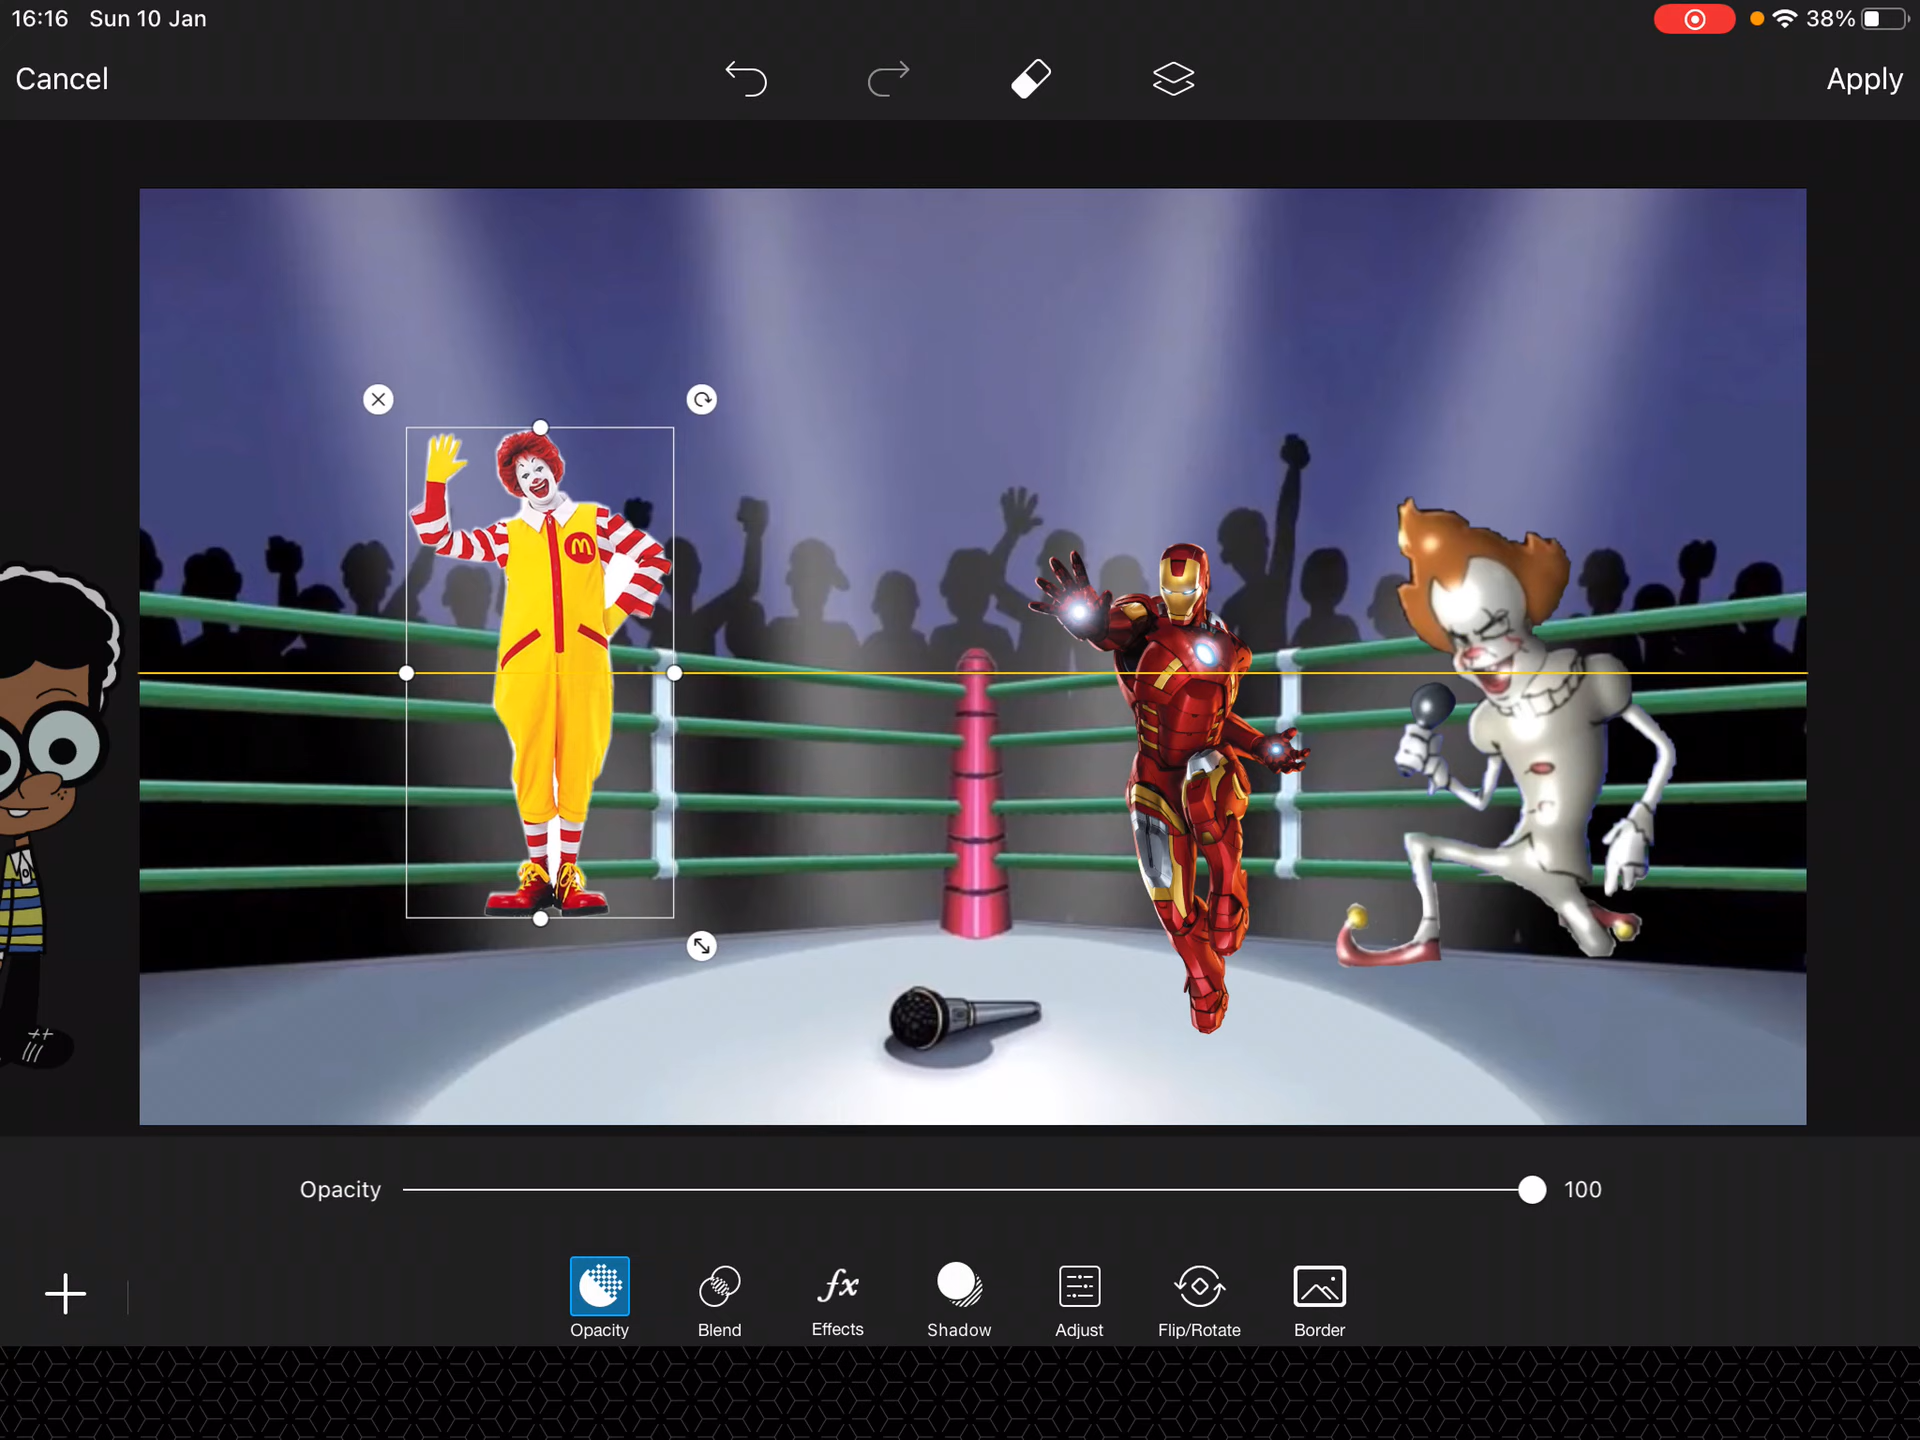 16:16 Sun 10 Jan
38%
Cancel
Apply
Opacity 100
Opacity Blend Effects Shadow Adjust Flip/Rotate Border